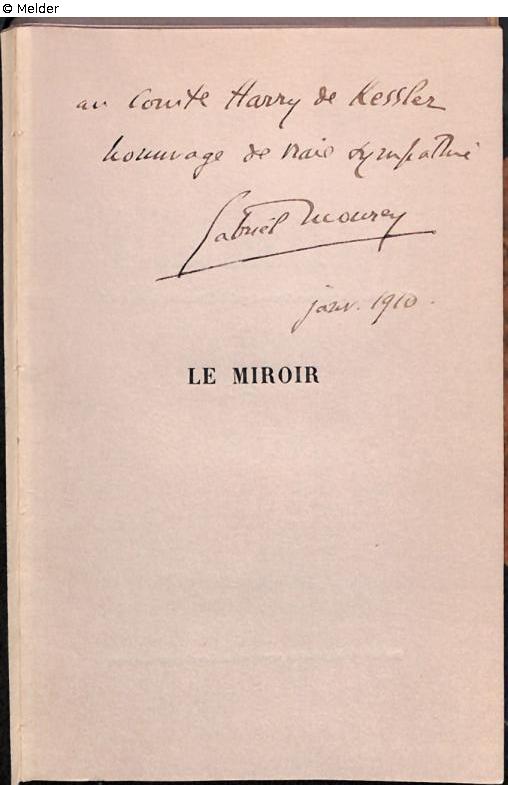 © Melder
au Comte Harry de Kessler
hommage de vraie sympathie
Gabriel Mourey
janv. 1910.
LE MIROIR